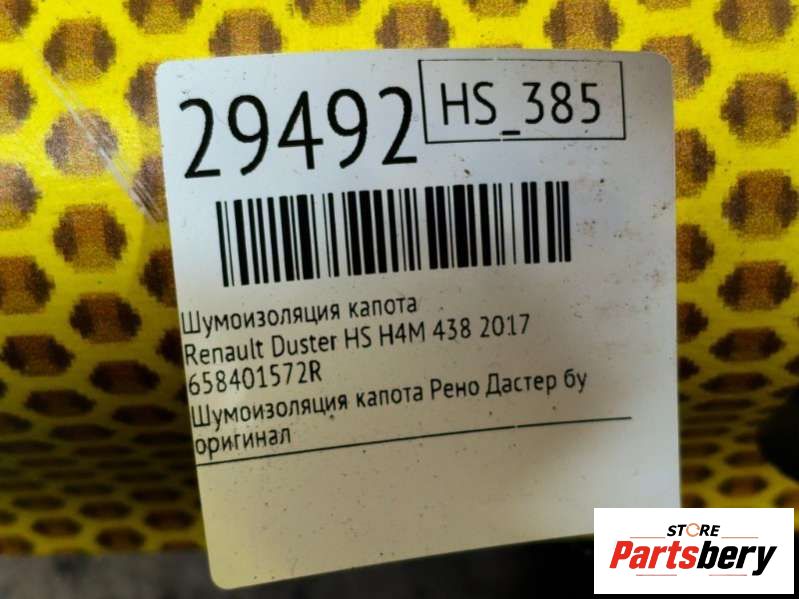 29492
HS_385
Шумоизоляция капота
Renault Duster HS H4M 438 2017
658401572R
Шумоизоляция капота Рено Дастер бу
оригинал
STORE
Partsbery